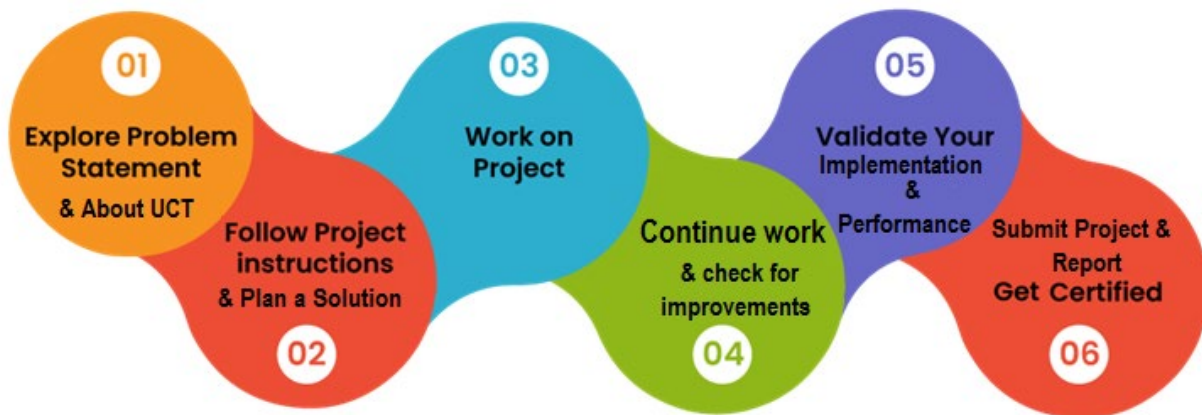 01
Explore Problem
Statement
& About UCT
02
Follow Project
instructions
& Plan a Solution
03
Work on
Project
04
Continue work
& check for
improvements
05
Validate Your
Implementation
&
Performance
06
Submit Project &
Report
Get Certified